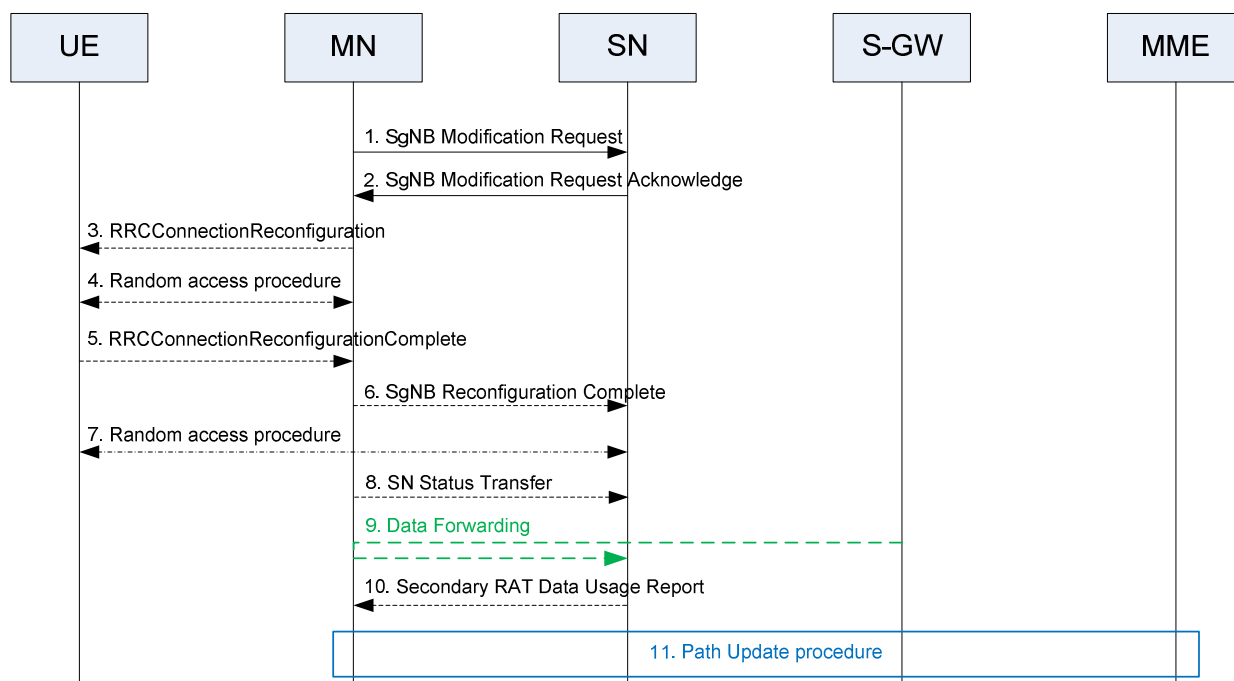 UE
MN
SN
S-GW
MME
1. SgNB Modification Request
2. SgNB Modification Request Acknowledge
3. RRCConnectionReconfiguration
4. Random access procedure
5. RRCConnectionReconfigurationComplete
6. SgNB Reconfiguration Complete
7. Random access procedure
8. SN Status Transfer
9. Data Forwarding
10. Secondary RAT Data Usage Report
11. Path Update procedure